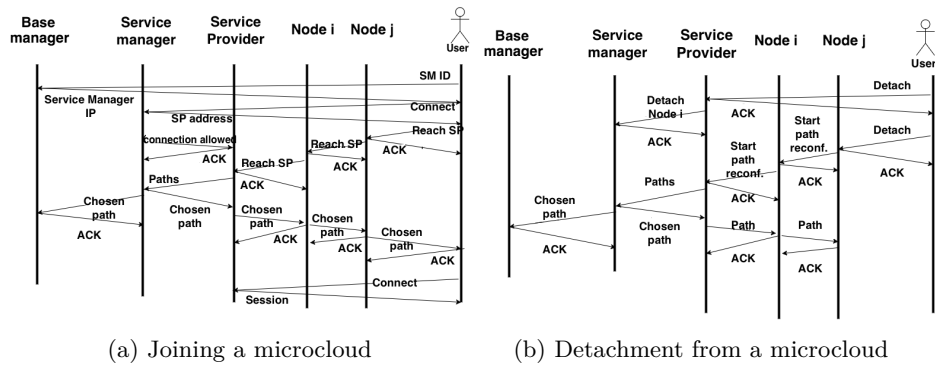 Base
manager
Service
manager
Service
Provider
Node i
Node j
User
SM ID
Service Manager
IP
Connect
SP address
Reach SP
connection allowed
ACK
Reach SP
ACK
Reach SP
ACK
ACK
Paths
Chosen
path
Chosen
path
Chosen
path
Chosen
path
Chosen
path
ACK
ACK
ACK
ACK
Connect
Session
(a) Joining a microcloud
Base
manager
Service
manager
Service
Provider
Node i
Node j
User
Detach
Detach
Node i
ACK
Start
path
reconf.
Detach
ACK
Start
path
reconf.
ACK
ACK
Paths
ACK
Chosen
path
Chosen
path
Path
Path
ACK
ACK
ACK
(b) Detachment from a microcloud